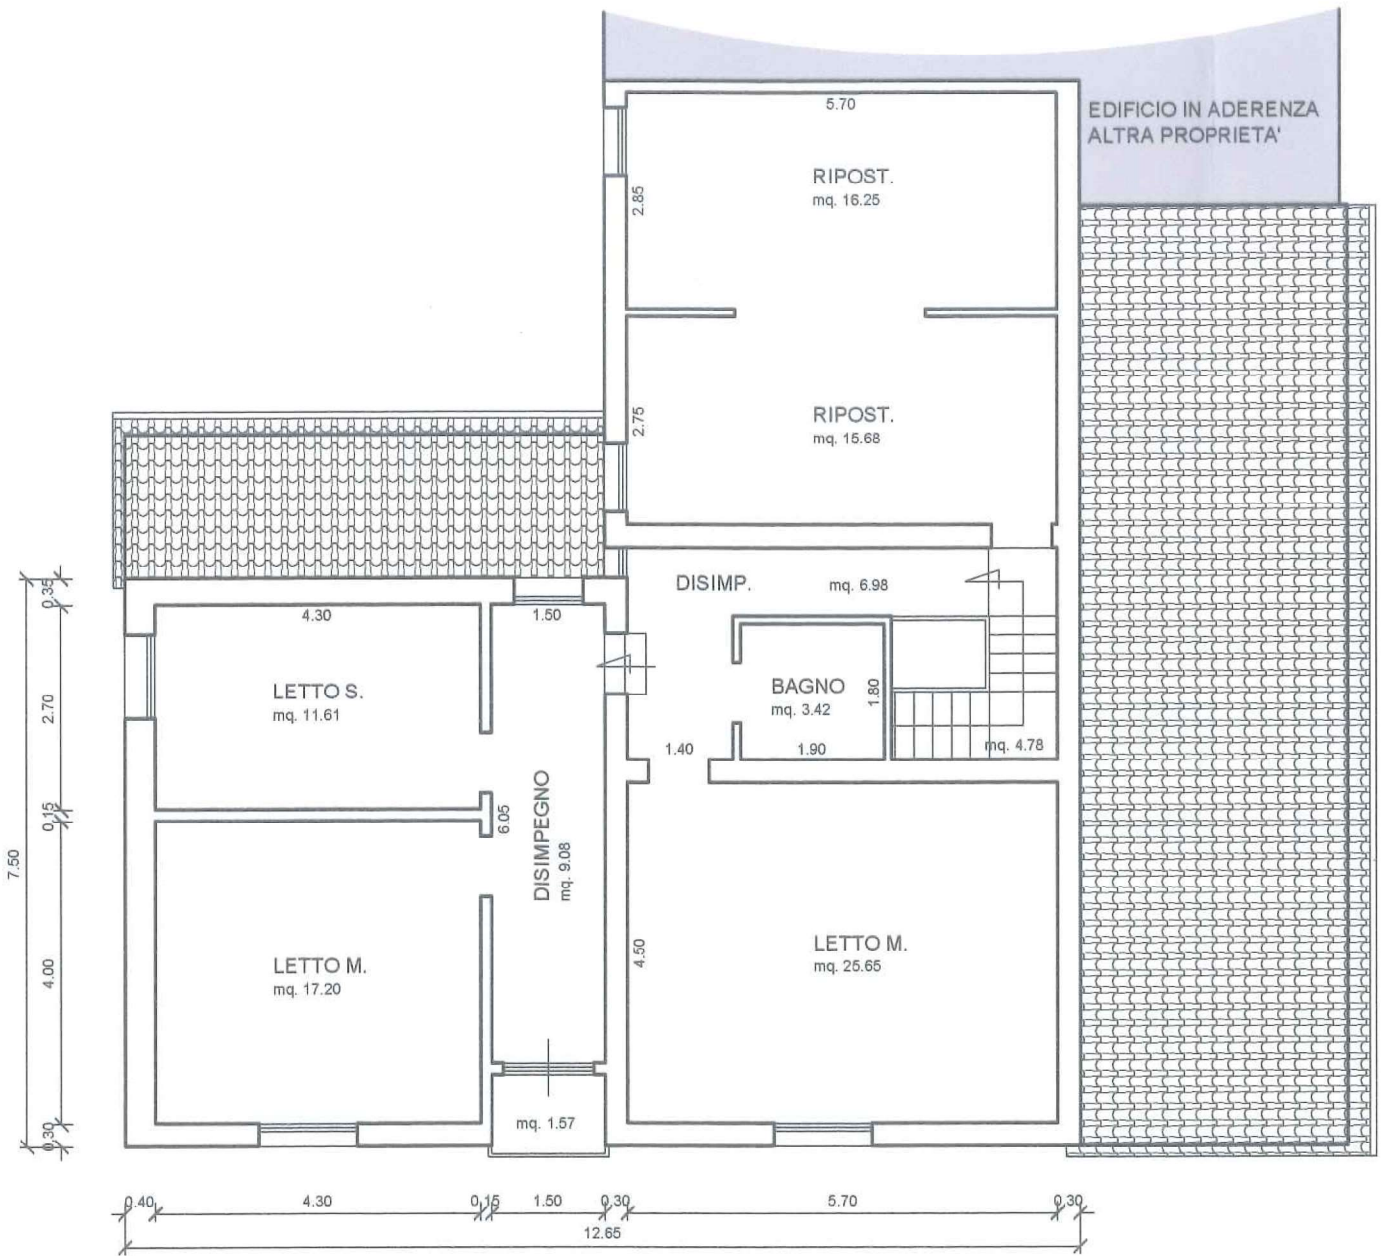 5.70
EDIFICIO IN ADERENZA
ALTRA PROPRIETA'
RIPOST.
mq. 16.25
2.85
RIPOST.
mq. 15.68
2.75
DISIMP.
mq. 6.98
0.35
4.30
1.50
LETTO S.
mq. 11.61
2.70
BAGNO
mq. 3.42
1.80
1.40
1.90
mq. 4.78
0.15
6.05
DISIMPEGNO
mq. 9.08
7.50
LETTO M.
mq. 17.20
4.00
4.50
LETTO M.
mq. 25.65
mq. 1.57
0.30
0.40
4.30
0.15
1.50
0.30
5.70
0.30
12.65